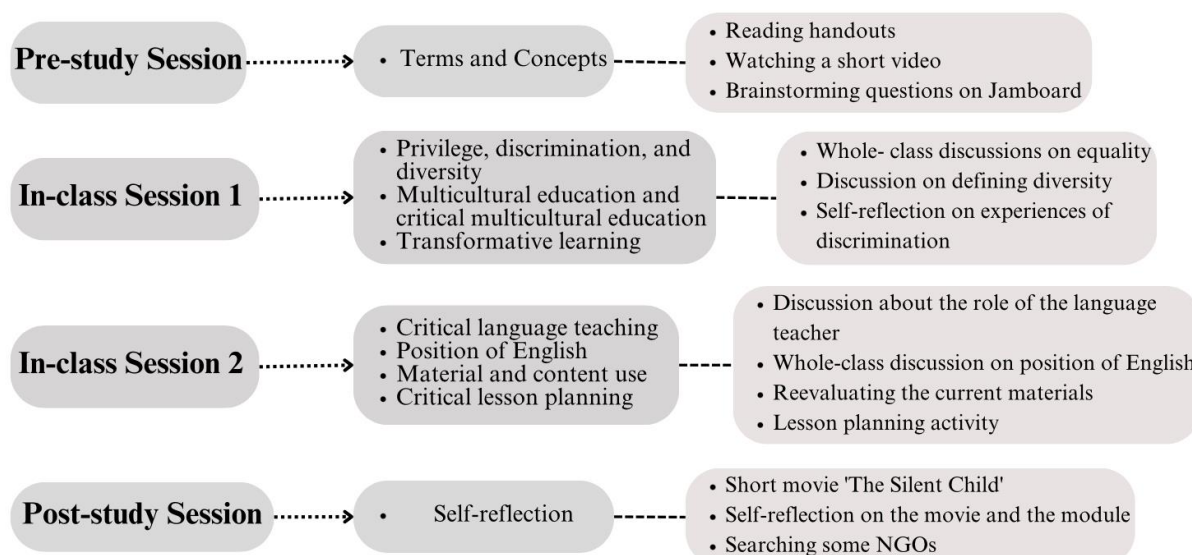 Pre-study Session
• Terms and Concepts
• Reading handouts
• Watching a short video
• Brainstorming questions on Jamboard
In-class Session 1
• Privilege, discrimination, and
diversity
• Multicultural education and
critical multicultural education
• Transformative learning
• Whole- class discussions on equality
• Discussion on defining diversity
• Self-reflection on experiences of
discrimination
In-class Session 2
• Critical language teaching
• Position of English
• Material and content use
• Critical lesson planning
• Discussion about the role of the language
teacher
• Whole-class discussion on position of English
• Reevaluating the current materials
• Lesson planning activity
Post-study Session
• Self-reflection
• Short movie 'The Silent Child'
• Self-reflection on the movie and the module
• Searching some NGOs